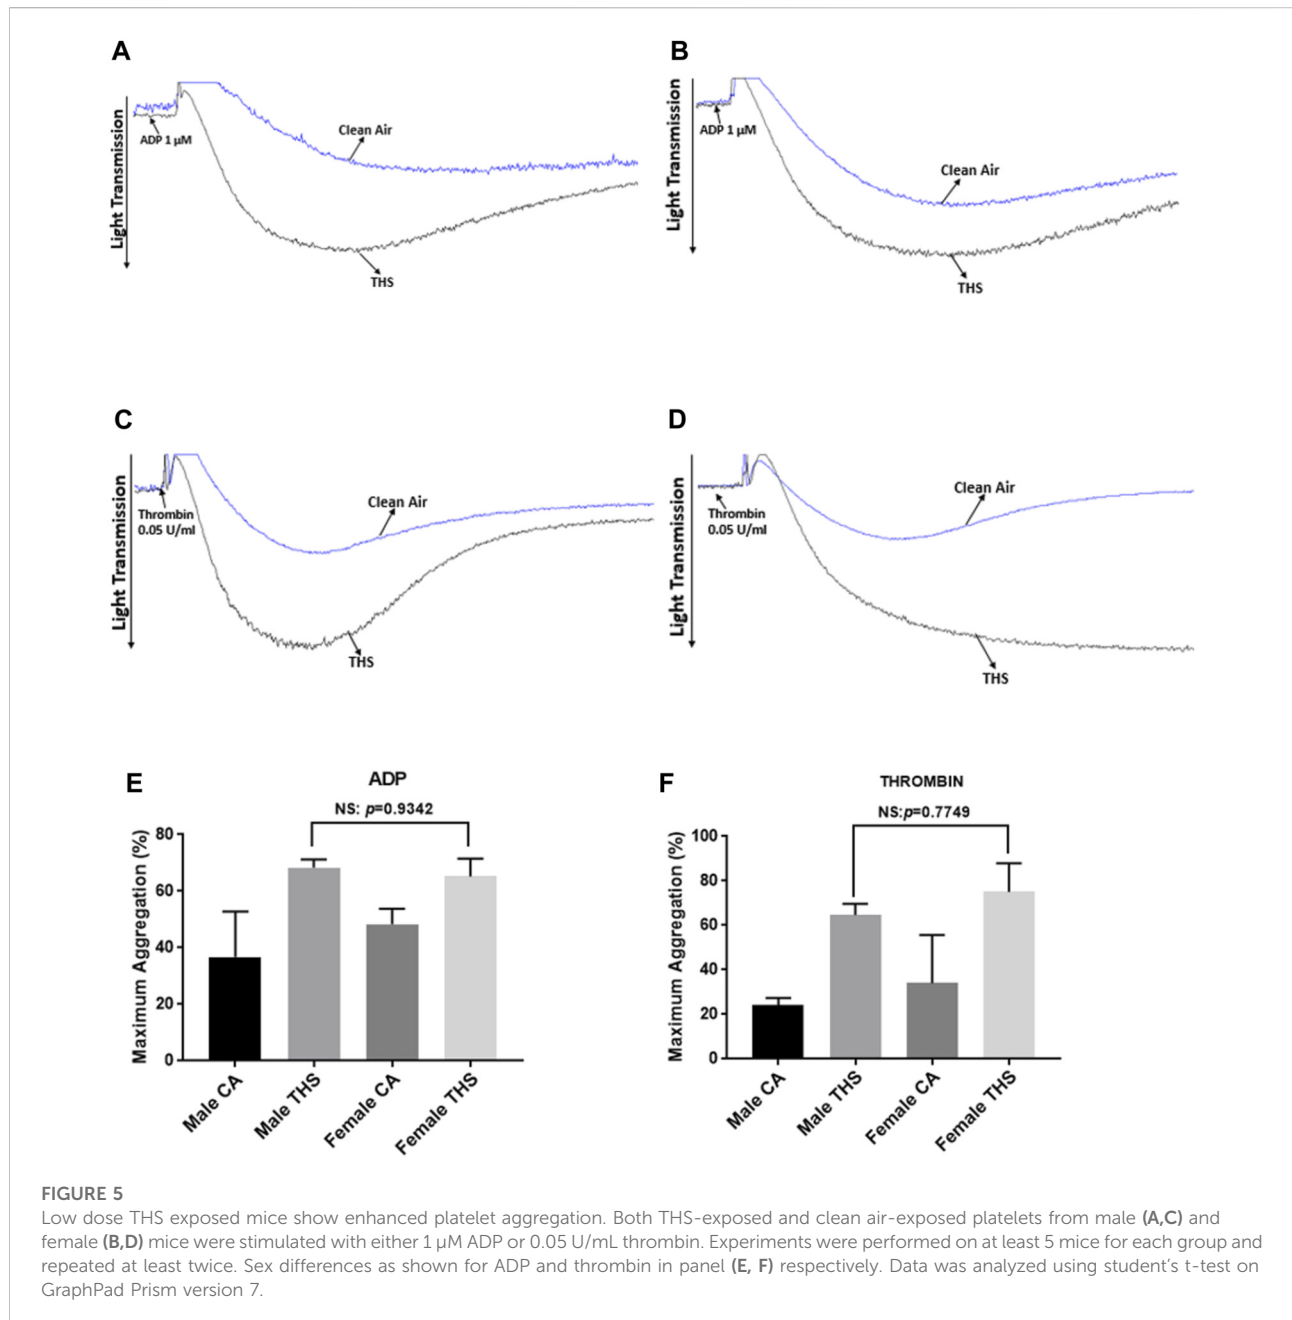 A
Light Transmission
ADP 1 µM
Clean Air
THS
B
Light Transmission
ADP 1 µM
Clean Air
THS
C
Light Transmission
Thrombin
0.05 U/ml
Clean Air
THS
D
Light Transmission
Thrombin
0.05 U/ml
Clean Air
THS
E
ADP
NS: p=0.9342
Maximum Aggregation (%)
80
60
40
20
0
Male CA
Male THS
Female CA
Female THS
F
THROMBIN
NS:p=0.7749
Maximum Aggregation (%)
100
80
60
40
20
0
Male CA
Male THS
Female CA
Female THS
FIGURE 5
Low dose THS exposed mice show enhanced platelet aggregation. Both THS-exposed and clean air-exposed platelets from male (A,C) and
female (B,D) mice were stimulated with either 1 µM ADP or 0.05 U/mL thrombin. Experiments were performed on at least 5 mice for each group and
repeated at least twice. Sex differences as shown for ADP and thrombin in panel (E, F) respectively. Data was analyzed using student's t-test on
GraphPad Prism version 7.